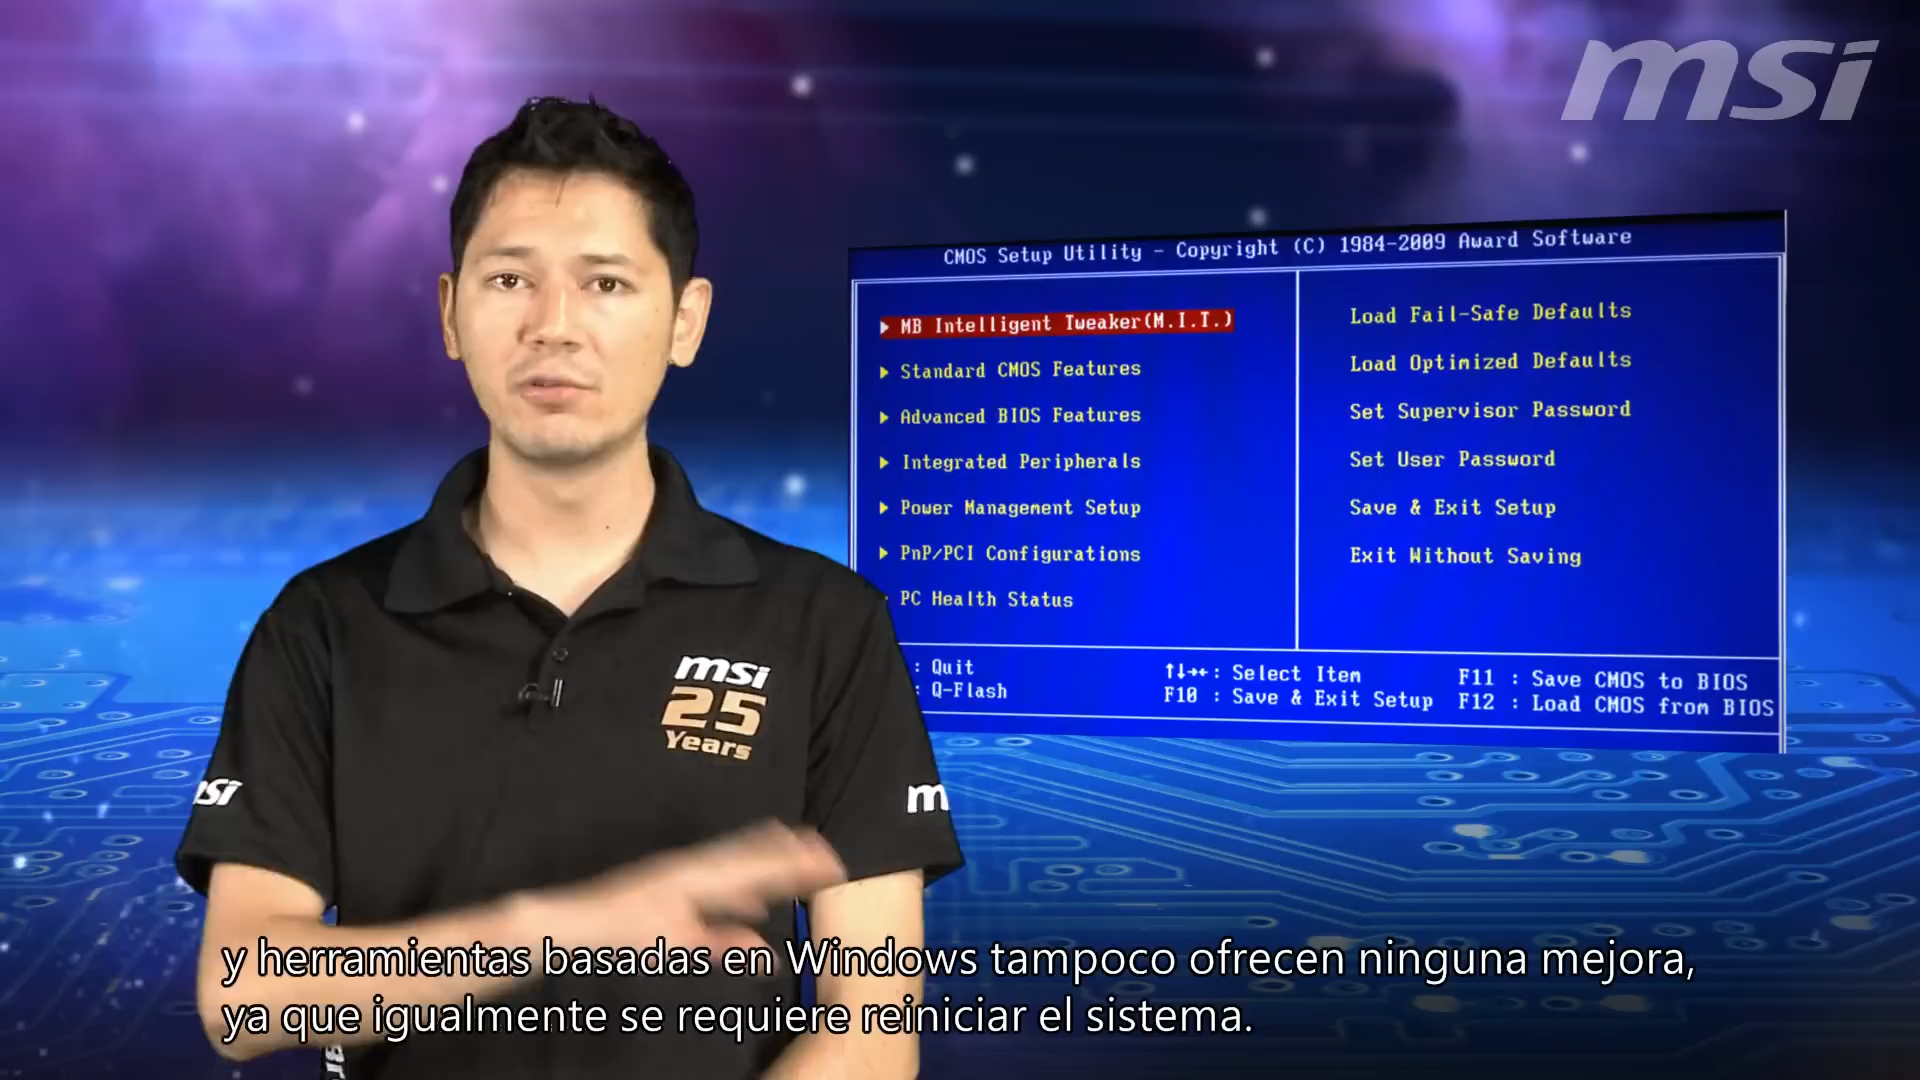 msi
CMOS Setup Utility - Copyright (C) 1984-2009 Award Software
MB Intelligent Tweaker(M.I.T.)
Standard CMOS Features
Advanced BIOS Features
Integrated Peripherals
Power Management Setup
PnP/PCI Configurations
PC Health Status
Load Fail-Safe Defaults
Load Optimized Defaults
Set Supervisor Password
Set User Password
Save & Exit Setup
Exit Without Saving
: Quit
: Q-Flash
↑↓→←: Select Item
F10 : Save & Exit Setup
F11 : Save CMOS to BIOS
F12 : Load CMOS from BIOS
msi
25
Years
msi
y herramientas basadas en Windows tampoco ofrecen ninguna mejora,
ya que igualmente se requiere reiniciar el sistema.